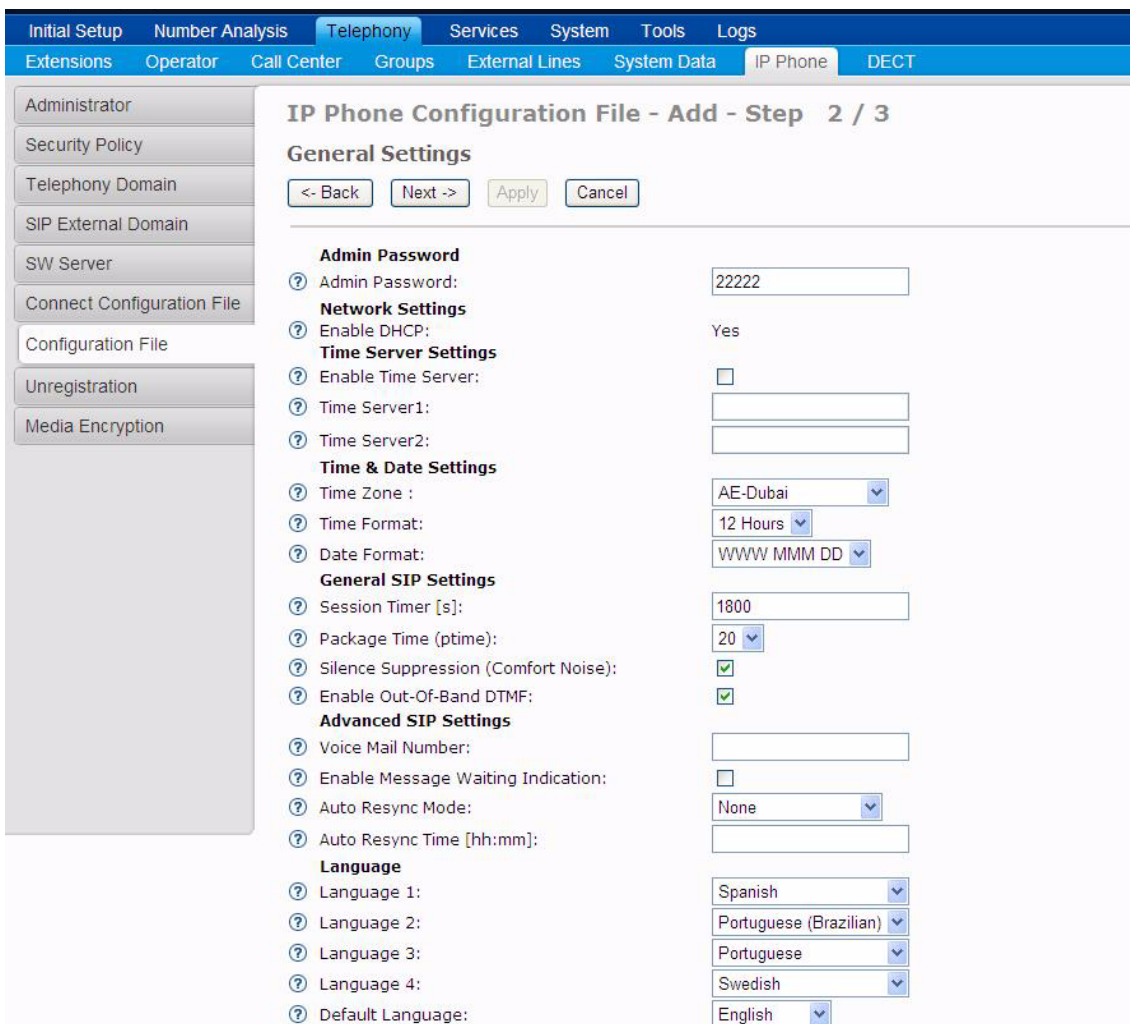 Initial Setup Number Analysis Telephony Services System Tools Logs
Extensions Operator Call Center Groups External Lines System Data IP Phone DECT
Administrator
Security Policy
Telephony Domain
SIP External Domain
SW Server
Connect Configuration File
Configuration File
Unregistration
Media Encryption
IP Phone Configuration File - Add - Step 2 / 3
General Settings
<- Back Next -> Apply Cancel
Admin Password
? Admin Password: 22222
Network Settings
? Enable DHCP: Yes
Time Server Settings
? Enable Time Server:
? Time Server1:
? Time Server2:
Time & Date Settings
? Time Zone : AE-Dubai
? Time Format: 12 Hours
? Date Format: WWW MMM DD
General SIP Settings
? Session Timer [s]: 1800
? Package Time (ptime): 20
? Silence Suppression (Comfort Noise):
? Enable Out-Of-Band DTMF:
Advanced SIP Settings
? Voice Mail Number:
? Enable Message Waiting Indication:
? Auto Resync Mode: None
? Auto Resync Time [hh:mm]:
Language
? Language 1: Spanish
? Language 2: Portuguese (Brazilian)
? Language 3: Portuguese
? Language 4: Swedish
? Default Language: English